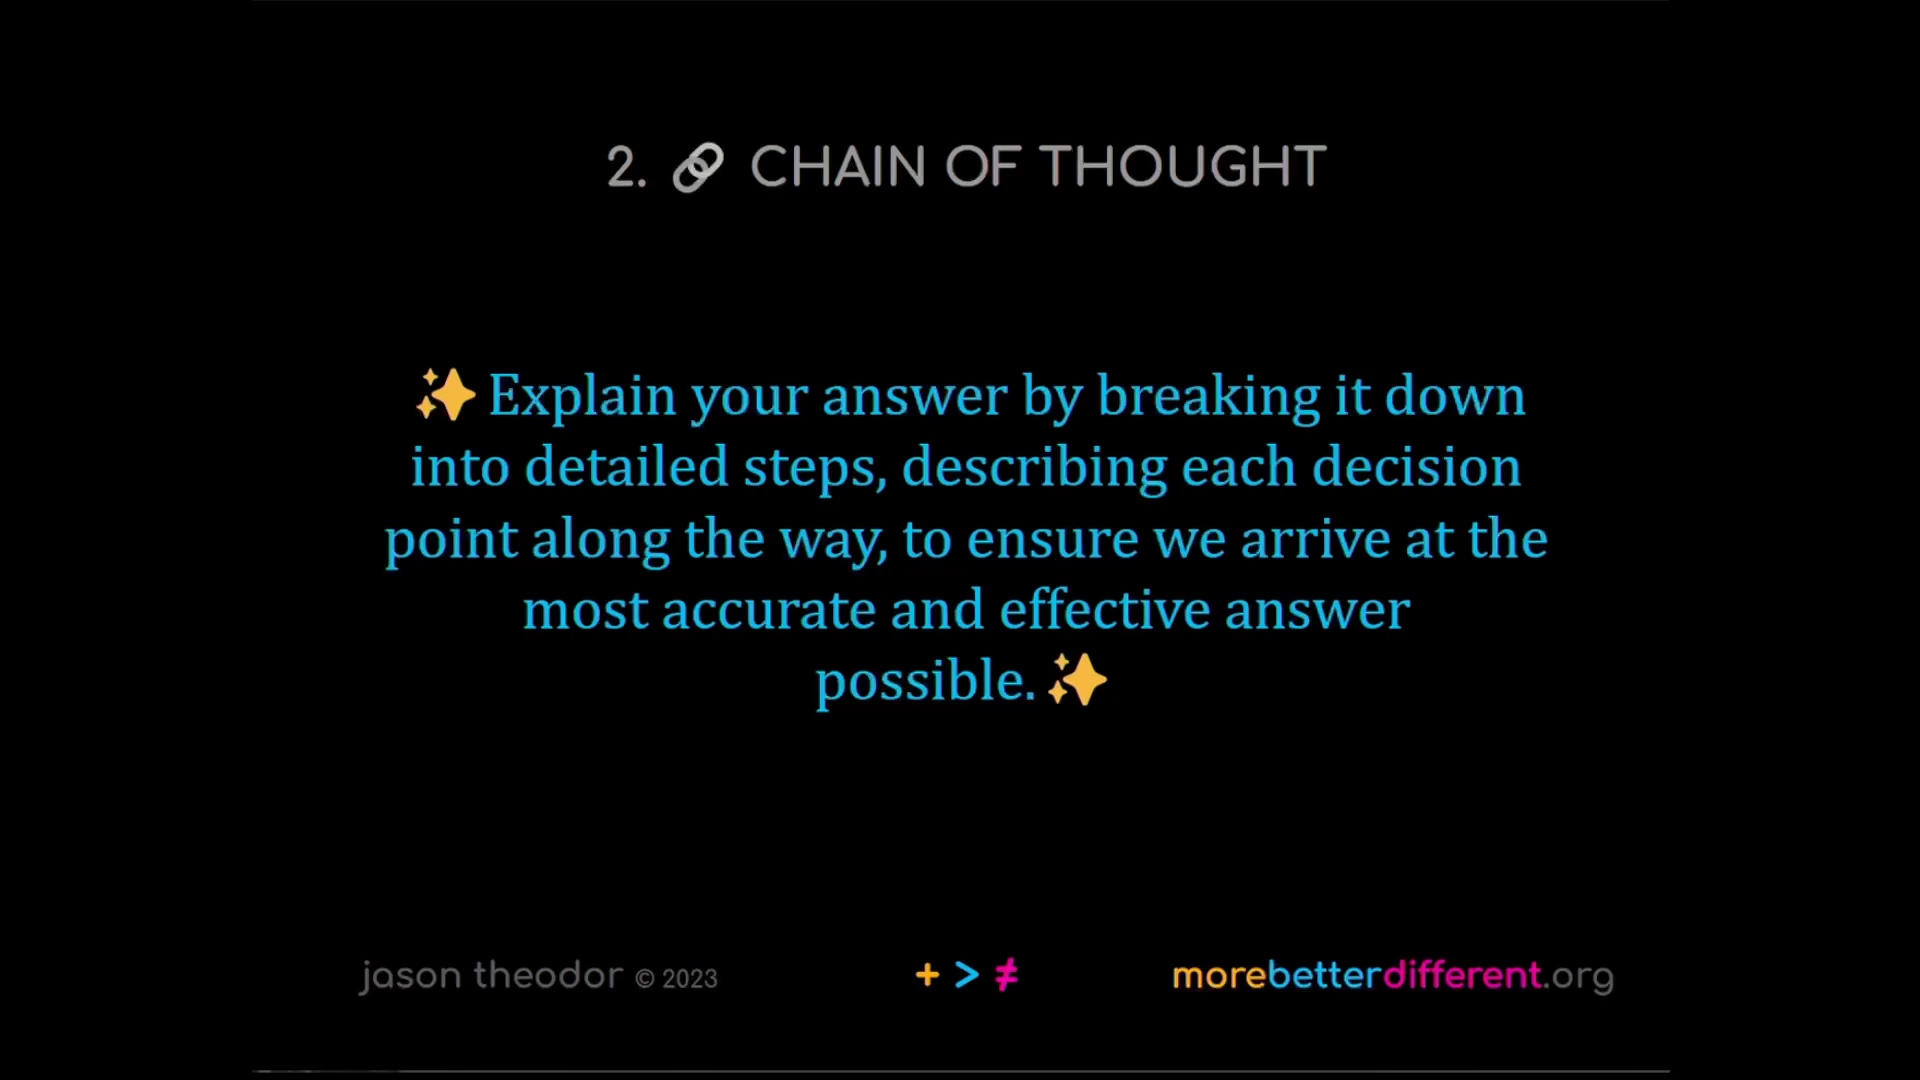 2. 🔗 CHAIN OF THOUGHT
✨ Explain your answer by breaking it down
into detailed steps, describing each decision
point along the way, to ensure we arrive at the
most accurate and effective answer
possible. ✨
jason theodor © 2023
+ > ≠
morebetterdifferent.org